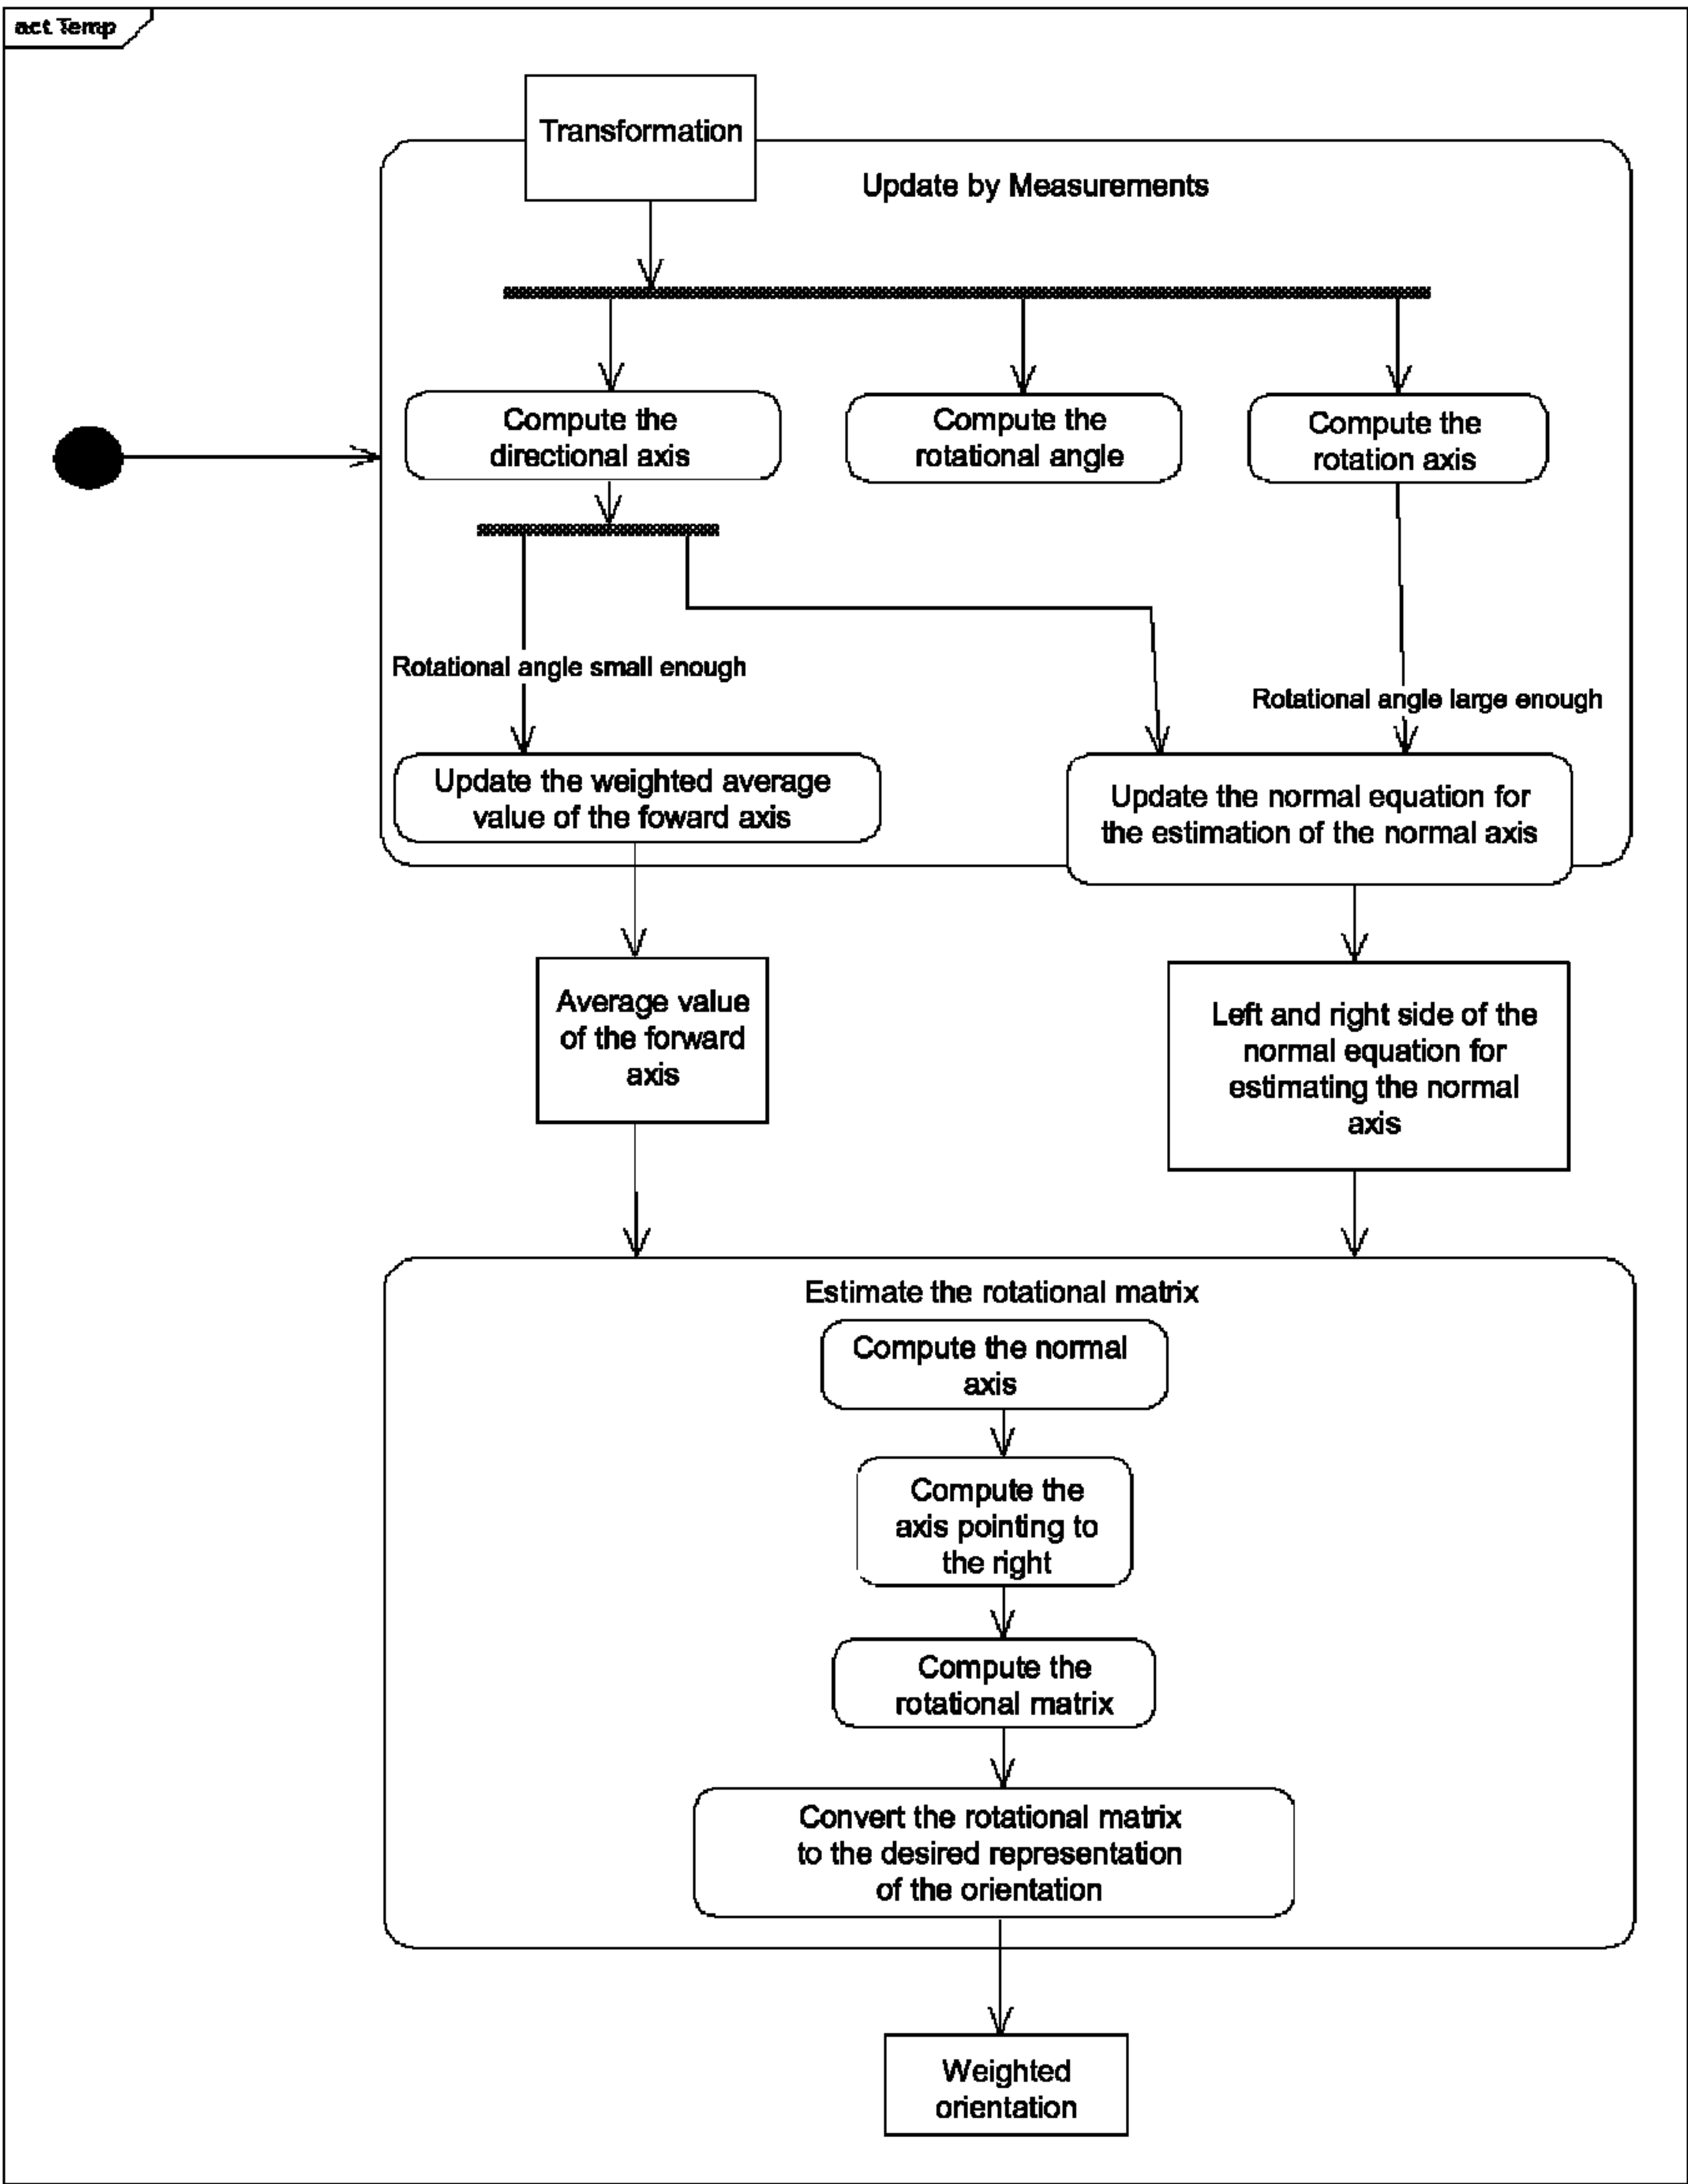 act Temp
Transformation
Update by Measurements
Compute the
directional axis
Compute the
rotational angle
Compute the
rotation axis
Rotational angle small enough
Rotational angle large enough
Update the weighted average
value of the foward axis
Update the normal equation for
the estimation of the normal axis
Average value
of the forward
axis
Left and right side of the
normal equation for
estimating the normal
axis
Estimate the rotational matrix
Compute the normal
axis
Compute the
axis pointing to
the right
Compute the
rotational matrix
Convert the rotational matrix
to the desired representation
of the orientation
Weighted
orientation